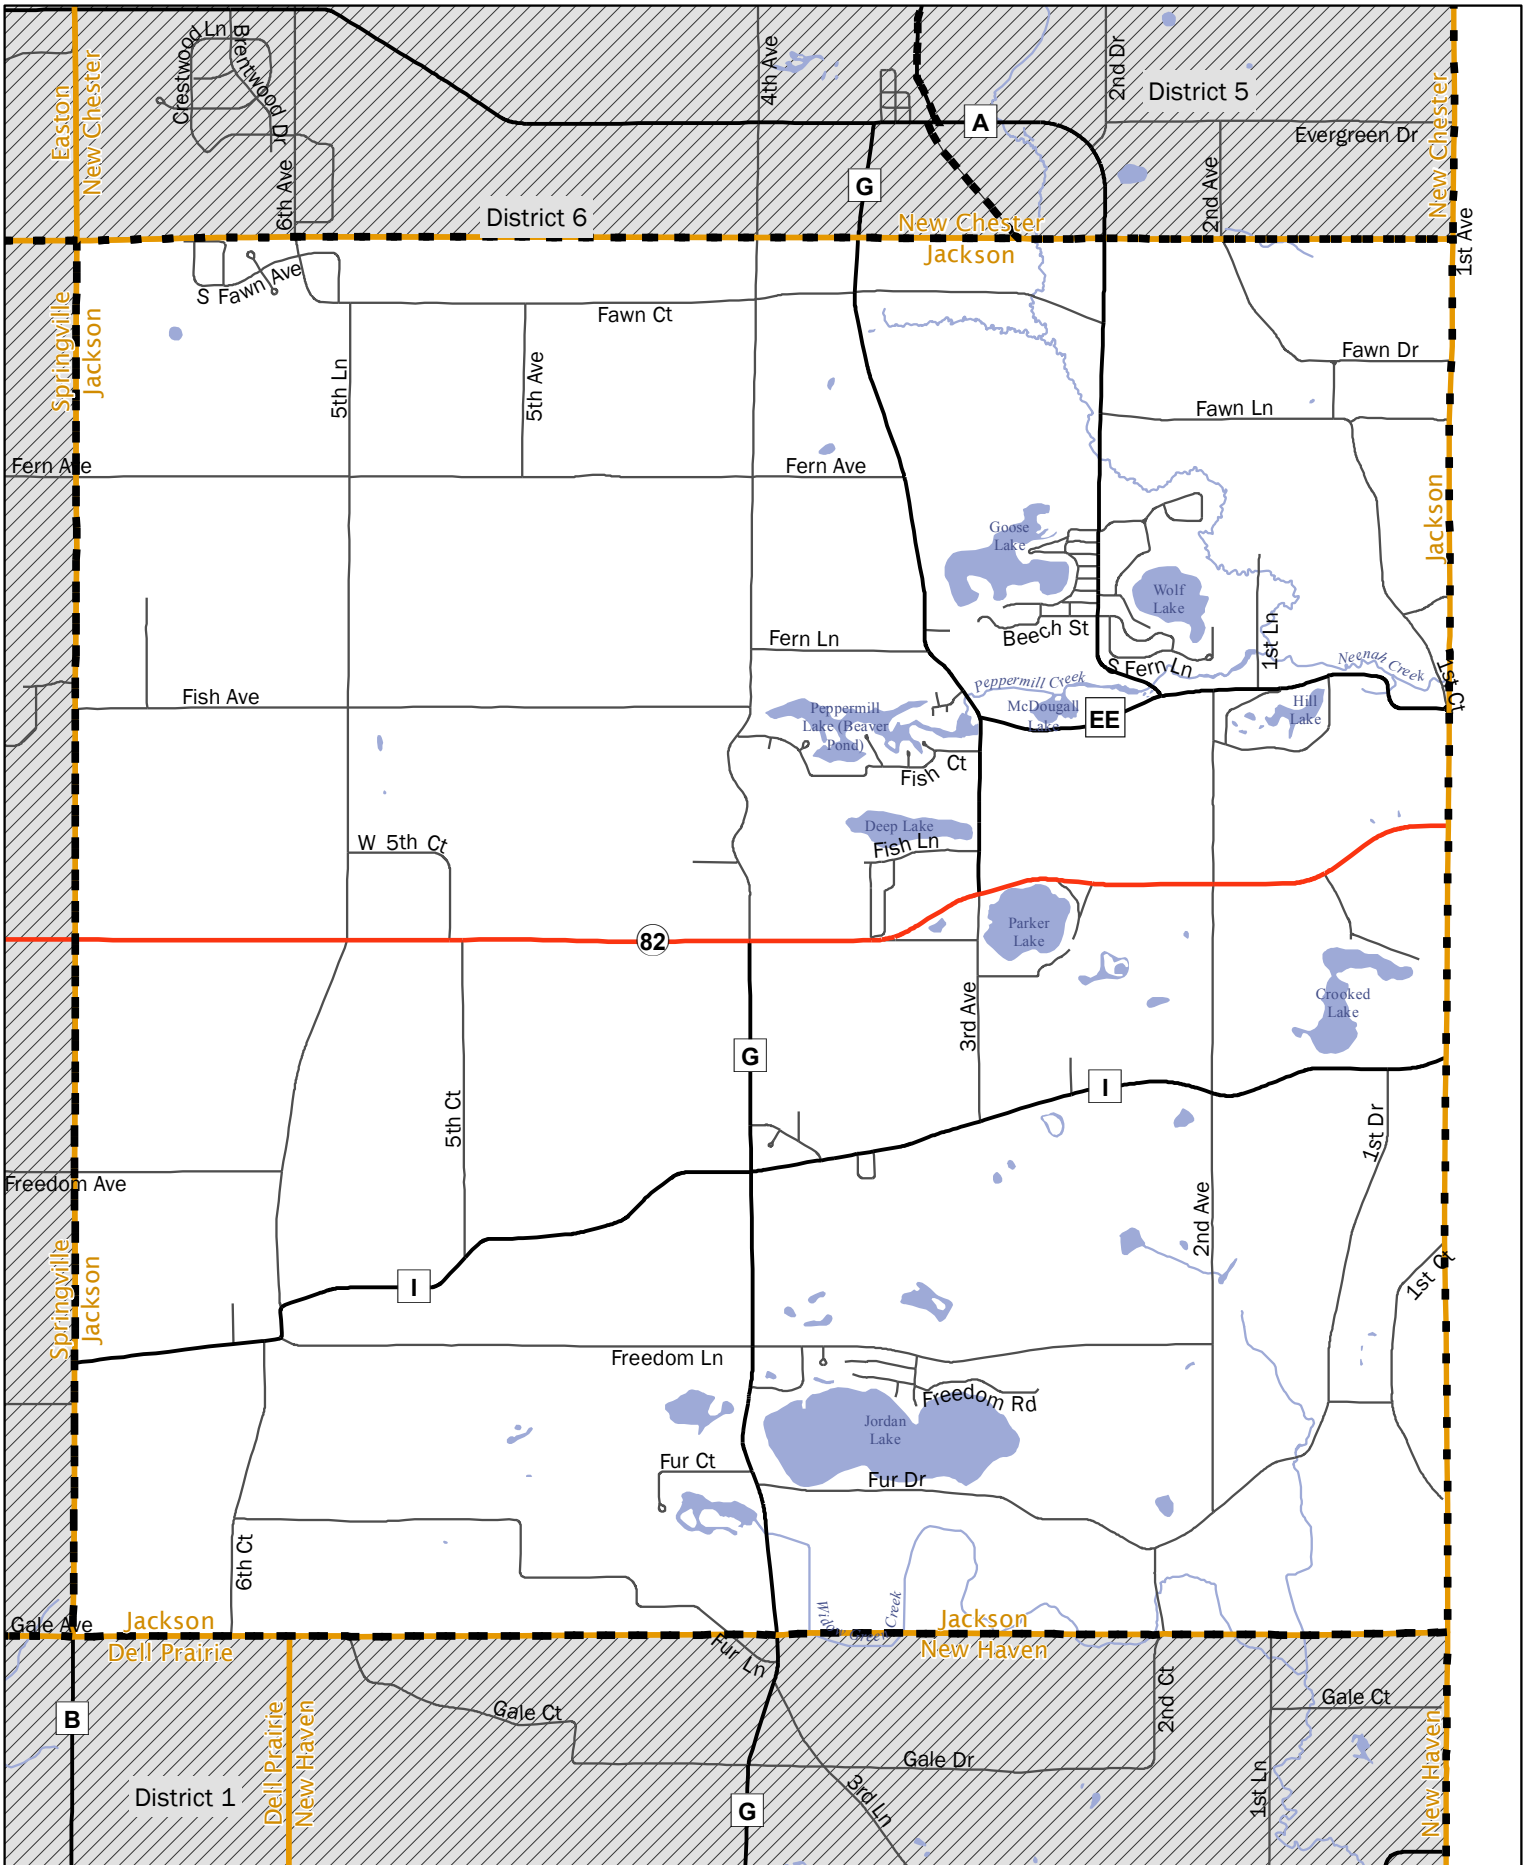 Crestwood Ln
Brentwood Dr
6th Ave
4th Ave
2nd Dr
District 5
Easton
New Chester
A
Evergreen Dr
New Chester
G
2nd Ave
District 6
New Chester
Jackson
1st Ave
S Fawn Ave
Fawn Ct
Springville
Jackson
5th Ln
5th Ave
Fawn Dr
Fawn Ln
Fern Ave
Fern Ave
Jackson
Goose
Lake
Wolf
Lake
Beech St
Fern Ln
1st Ln
S Fern Ln
Neenah Creek
1st Ct
Peppermill Creek
Fish Ave
Peppermill
Lake (Beaver
Pond)
McDougall
Lake
EE
Hill
Lake
Fish Ct
Deep Lake
Fish Ln
W 5th Ct
82
Parker
Lake
Crooked
Lake
3rd Ave
G
I
5th Ct
1st Dr
Freedom Ave
2nd Ave
Springville
Jackson
I
1st Ct
Freedom Ln
Freedom Rd
Jordan
Lake
Fur Ct
Fur Dr
6th Ct
Widow Green Creek
Gale Ave
Jackson
Dell Prairie
Jackson
New Haven
Fur Ln
2nd Ct
Gale Ct
Gale Ct
B
Dell Prairie
New Haven
Gale Dr
New Haven
District 1
3rd Ln
1st Ln
G